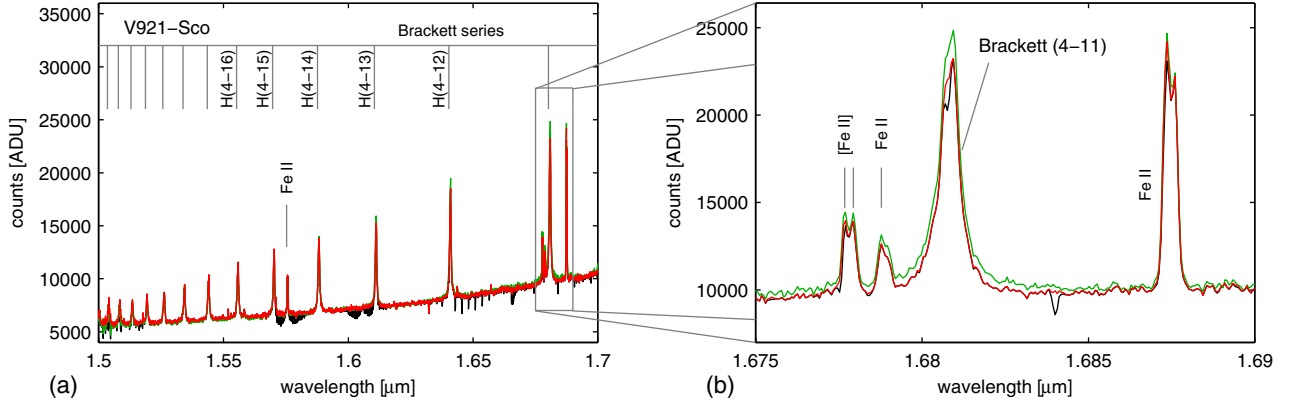 V921−Sco
Brackett series
H(4−16)
H(4−15)
H(4−14)
H(4−13)
H(4−12)
Fe II
counts [ADU]
35000
30000
25000
20000
15000
10000
5000
1.5
1.55
1.6
1.65
1.7
wavelength [μm]
(a)
Brackett (4−11)
[Fe II]
Fe II
Fe II
counts [ADU]
25000
20000
15000
10000
1.675
1.68
1.685
1.69
wavelength [μm]
(b)